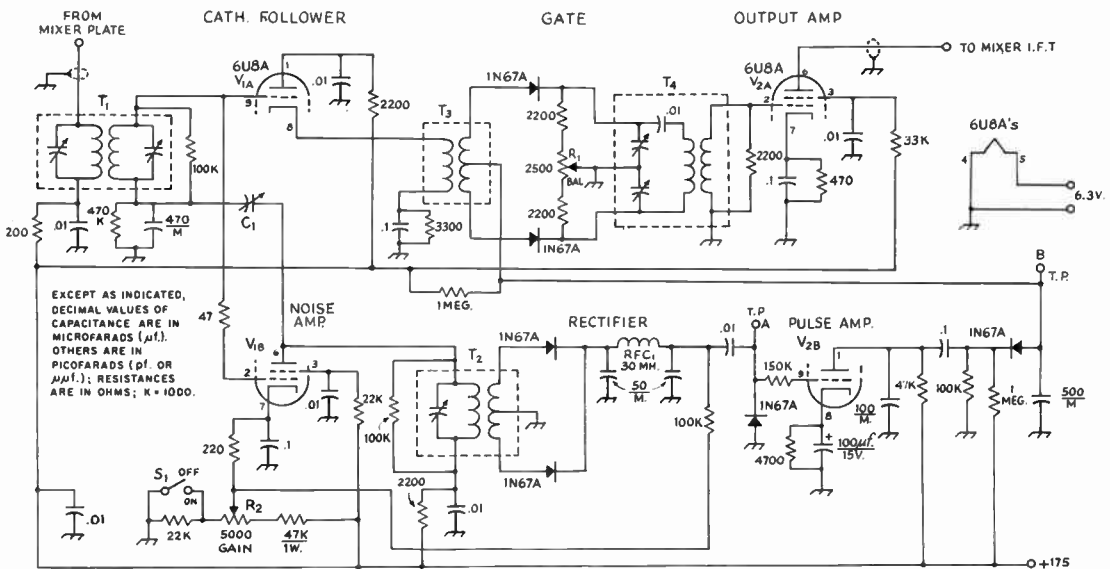 FROM
MIXER PLATE
CATH. FOLLOWER
GATE
OUTPUT AMP
TO MIXER I.F.T
6U8A
V1A
1
9
8
.01
2200
T1
100K
T3
1N67A
2200
2500
R1
BAL
2200
1N67A
.1
3300
T4
.01
6U8A
V2A
6
2
3
7
2200
.01
.1
470
33K
6U8A's
4
5
6.3V.
200
.01
470
K
470
M
C1
1 MEG.
B
T.P.
EXCEPT AS INDICATED,
DECIMAL VALUES OF
CAPACITANCE ARE IN
MICROFARADS (µf.).
OTHERS ARE IN
PICOFARADS (pf. OR
µµf.); RESISTANCES
ARE IN OHMS; K=1000.
47
NOISE
AMP.
V1B
6
3
2
7
.01
22K
220
.1
100K
T2
RECTIFIER
1N67A
RFC1
30 MH.
50
M.
1N67A
2200
.01
100K
.01
T.P
A
150K
1N67A
PULSE AMP.
V2B
1
9
8
4700
+
100µf.
15V.
100
M.
47K
.1
100K
1N67A
1
MEG.
500
M
S1
OFF
ON
22K
R2
5000
GAIN
47K
1W.
.01
+175